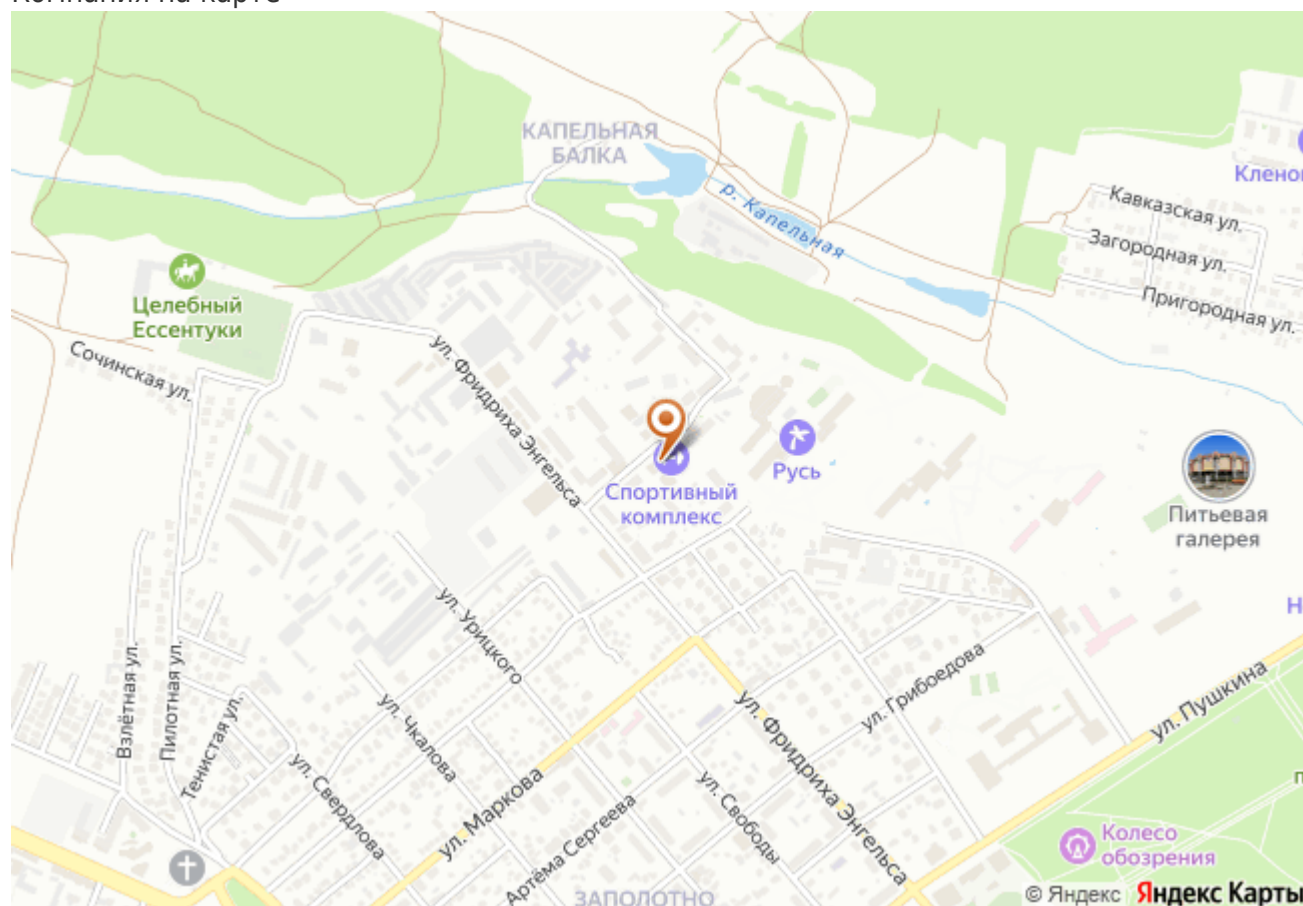 КАПЕЛЬНАЯ
БАЛКА
р. Капельная
Кавказская ул.
Загородная ул.
Пригородная ул.
Целебный
Ессентуки
Сочинская ул.
ул. Фридриха Энгельса
Спортивный
комплекс
Русь
Питьевая
галерея
ул. Урицкого
ул. Чкалова
ул. Свердлова
Взлётная ул.
Пилотная ул.
Тенистая ул.
ул. Маркова
Артёма Сергеева
ул. Свободы
ул. Фридриха Энгельса
ул. Грибоедова
ул. Пушкина
Колесо
обозрения
ЗАПОЛОТНО
© Яндекс Яндекс Карты